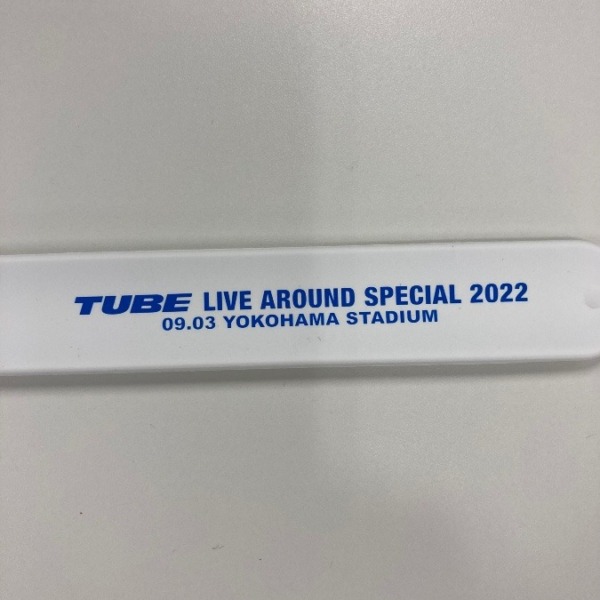 TUBE LIVE AROUND SPECIAL 2022
09.03 YOKOHAMA STADIUM